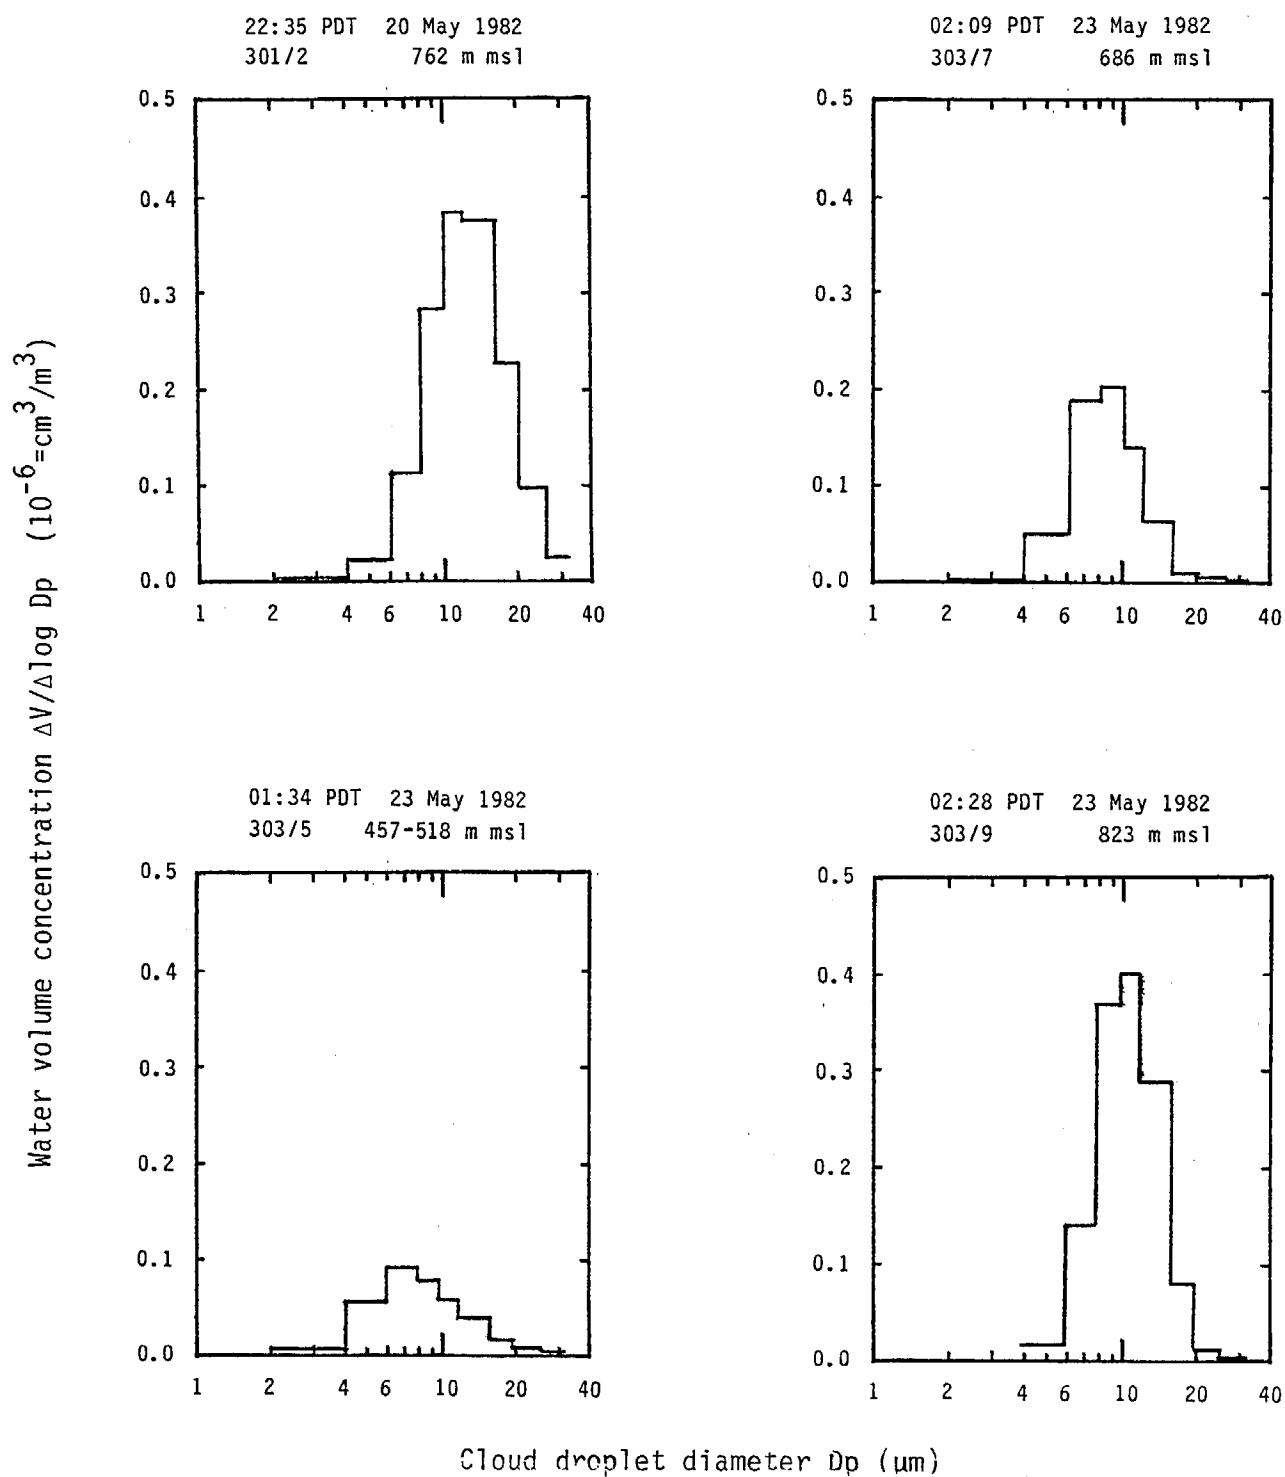 22:35 PDT 20 May 1982
301/2 762 m msl
0.5
0.4
0.3
0.2
0.1
0.0
1 2 4 6 10 20 40
02:09 PDT 23 May 1982
303/7 686 m msl
0.5
0.4
0.3
0.2
0.1
0.0
1 2 4 6 10 20 40
Water volume concentration ΔV/Δlog Dp (10⁻⁶=cm³/m³)
01:34 PDT 23 May 1982
303/5 457-518 m msl
0.5
0.4
0.3
0.2
0.1
0.0
1 2 4 6 10 20 40
02:28 PDT 23 May 1982
303/9 823 m msl
0.5
0.4
0.3
0.2
0.1
0.0
1 2 4 6 10 20 40
Cloud droplet diameter Dp (μm)